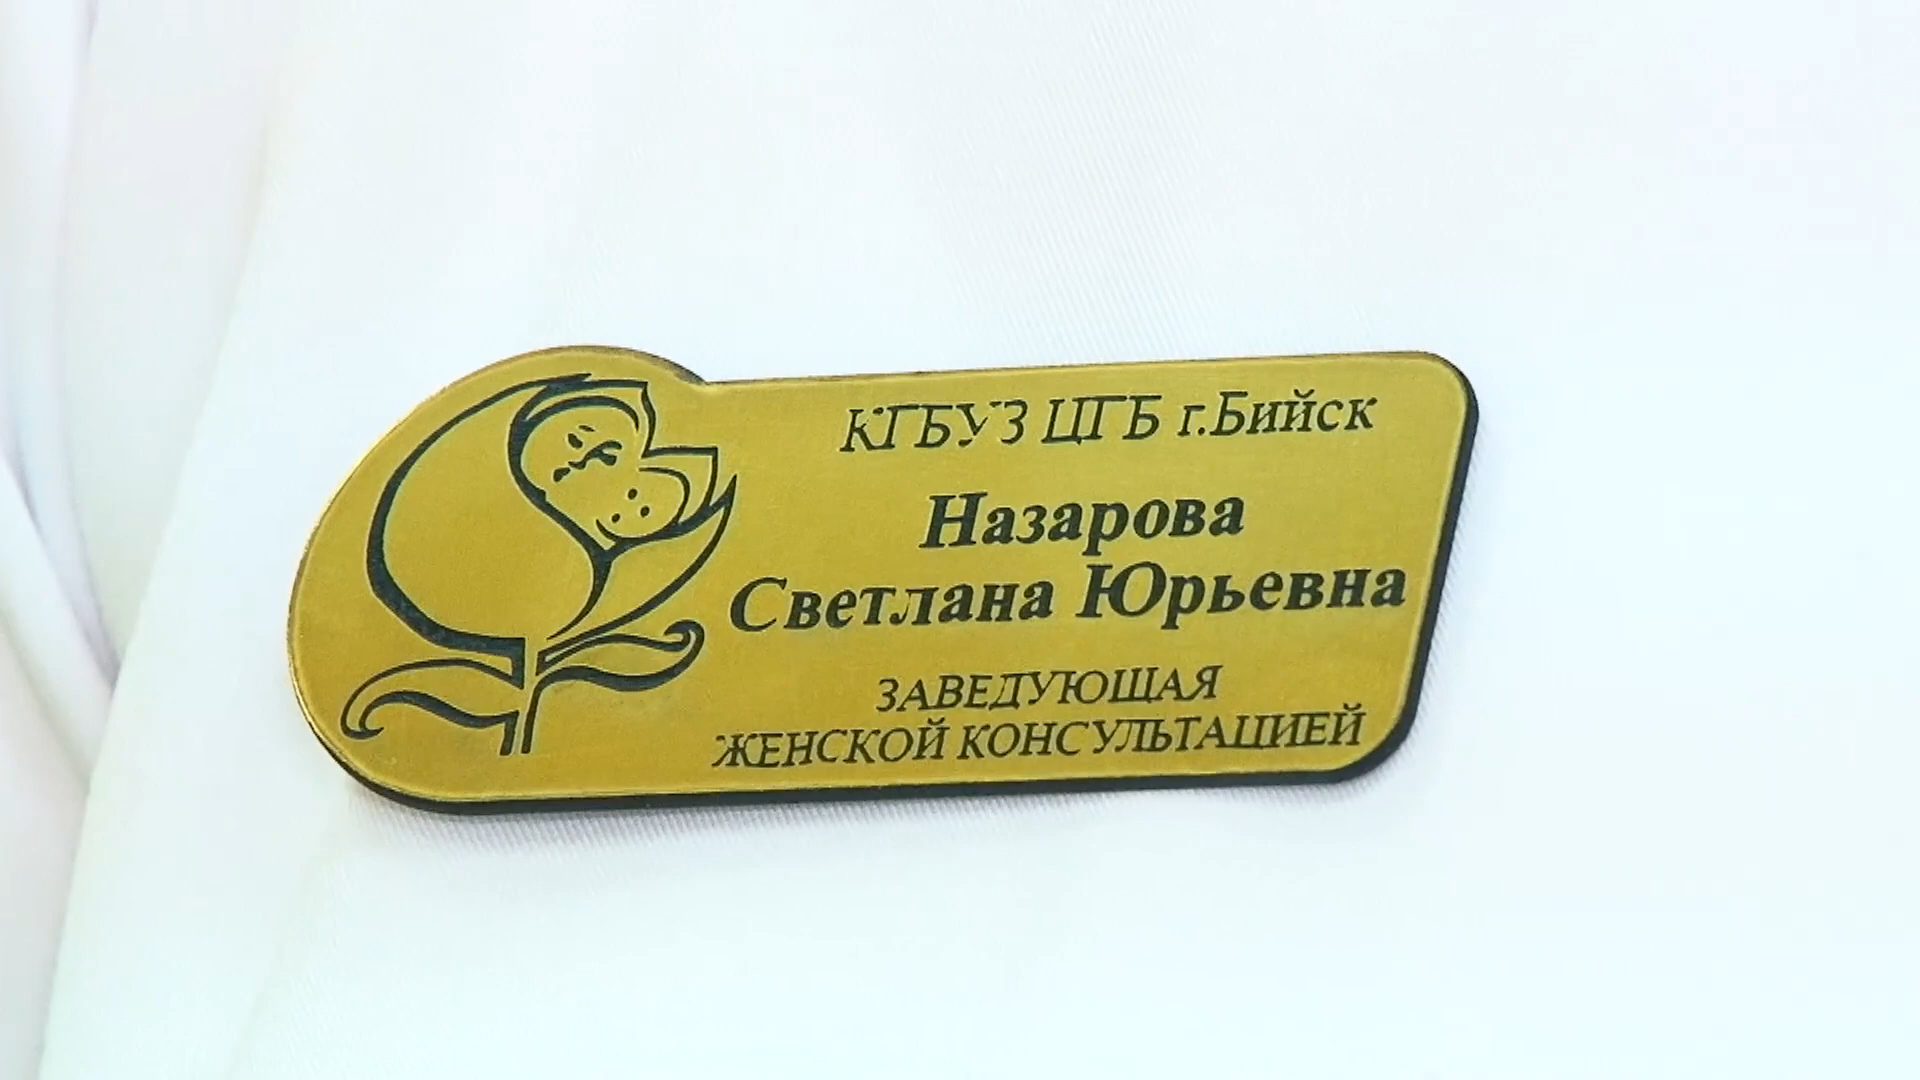 КГБУЗ ЦГБ г.Бийск
Назарова
Светлана Юрьевна
ЗАВЕДУЮЩАЯ
ЖЕНСКОЙ КОНСУЛЬТАЦИЕЙ